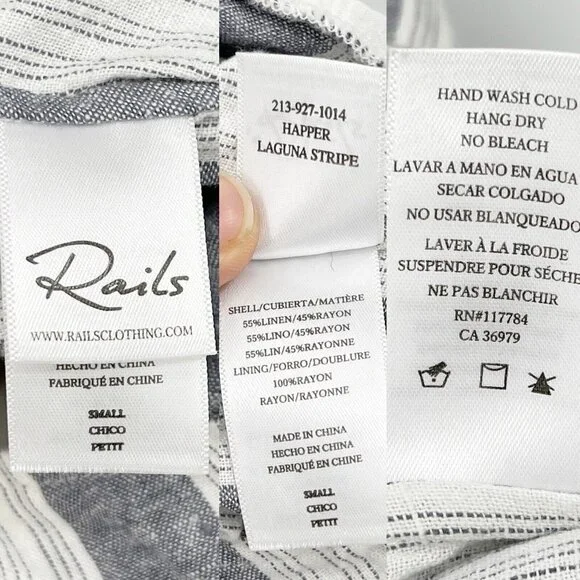 Rails
WWW.RAILSCLOTHING.COM
HECHO EN CHINA
FABRIQUÉ EN CHINE
SMALL
CHICO
PETIT
213-927-1014
HAPPER
LAGUNA STRIPE
SHELL/CUBIERTA/MATIÈRE
55%LINEN/45%RAYON
55%LINO/45%RAYON
55%LIN/45%RAYONNE
LINING/FORRO/DOUBLURE
100%RAYON
RAYON/RAYONNE
MADE IN CHINA
HECHO EN CHINA
FABRIQUÉ EN CHINE
SMALL
CHICO
PETIT
HAND WASH COLD
HANG DRY
NO BLEACH
LAVAR A MANO EN AGUA
SECAR COLGADO
NO USAR BLANQUEADO
LAVER À LA FROIDE
SUSPENDRE POUR SÉCHE
NE PAS BLANCHIR
RN#117784
CA 36979